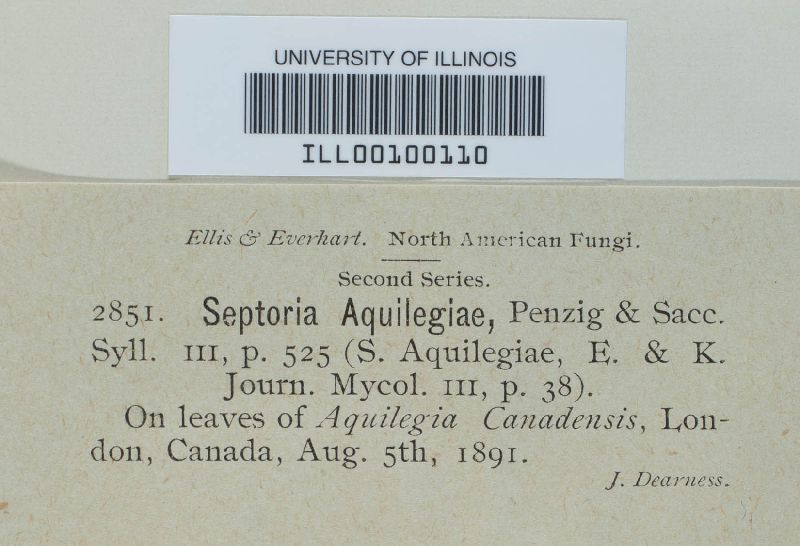 UNIVERSITY OF ILLINOIS
ILL00100110
Ellis & Everhart. North American Fungi.
Second Series.
2851. Septoria Aquilegiae, Penzig & Sacc.
Syll. III, p. 525 (S. Aquilegiae, E. & K.
Journ. Mycol. III, p. 38).
On leaves of Aquilegia Canadensis, Lon-
don, Canada, Aug. 5th, 1891.
J. Dearness.